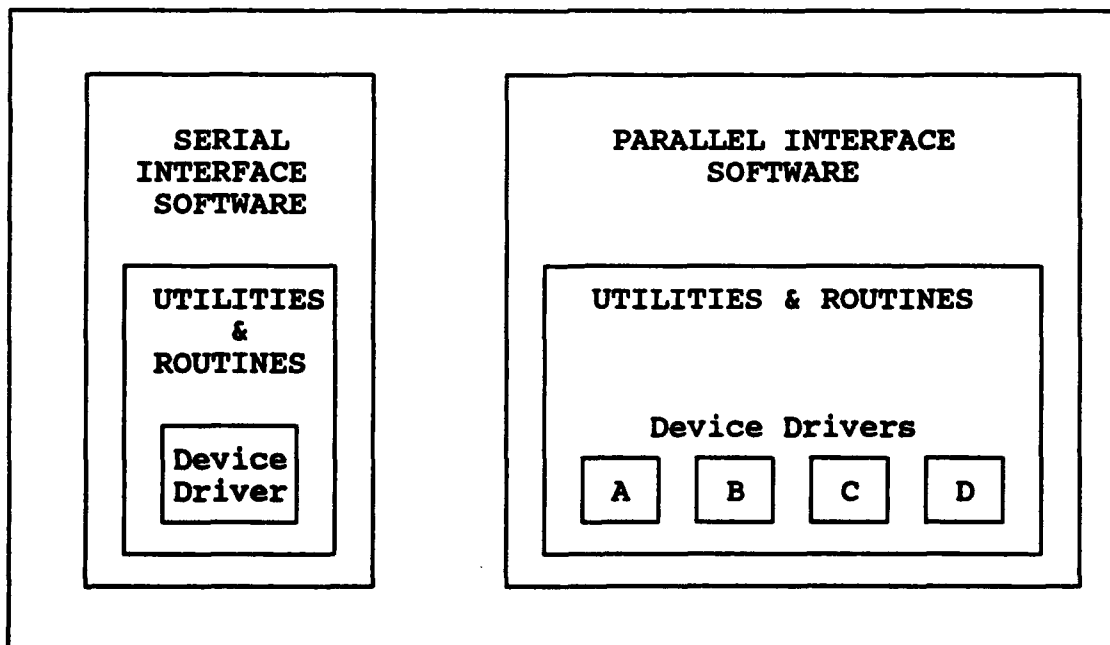 SERIAL
INTERFACE
SOFTWARE
UTILITIES
&
ROUTINES
Device
Driver
PARALLEL INTERFACE
SOFTWARE
UTILITIES & ROUTINES
Device Drivers
A B C D